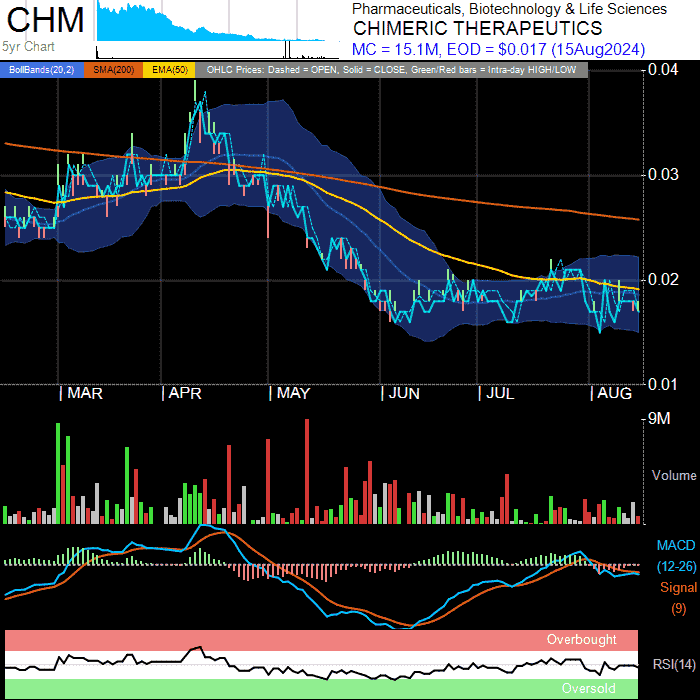 CHM
5yr Chart
Pharmaceuticals, Biotechnology & Life Sciences
CHIMERIC THERAPEUTICS
MC = 15.1M, EOD = $0.017 (15Aug2024)
BollBands(20,2) SMA(200) EMA(50) OHLC Prices: Dashed = OPEN, Solid = CLOSE, Green/Red bars = Intra-day HIGH/LOW
0.04
0.03
0.02
0.01
| MAR | APR | MAY | JUN | JUL | AUG
9M
Volume
MACD
(12-26)
Signal
(9)
Overbought
RSI(14)
Oversold